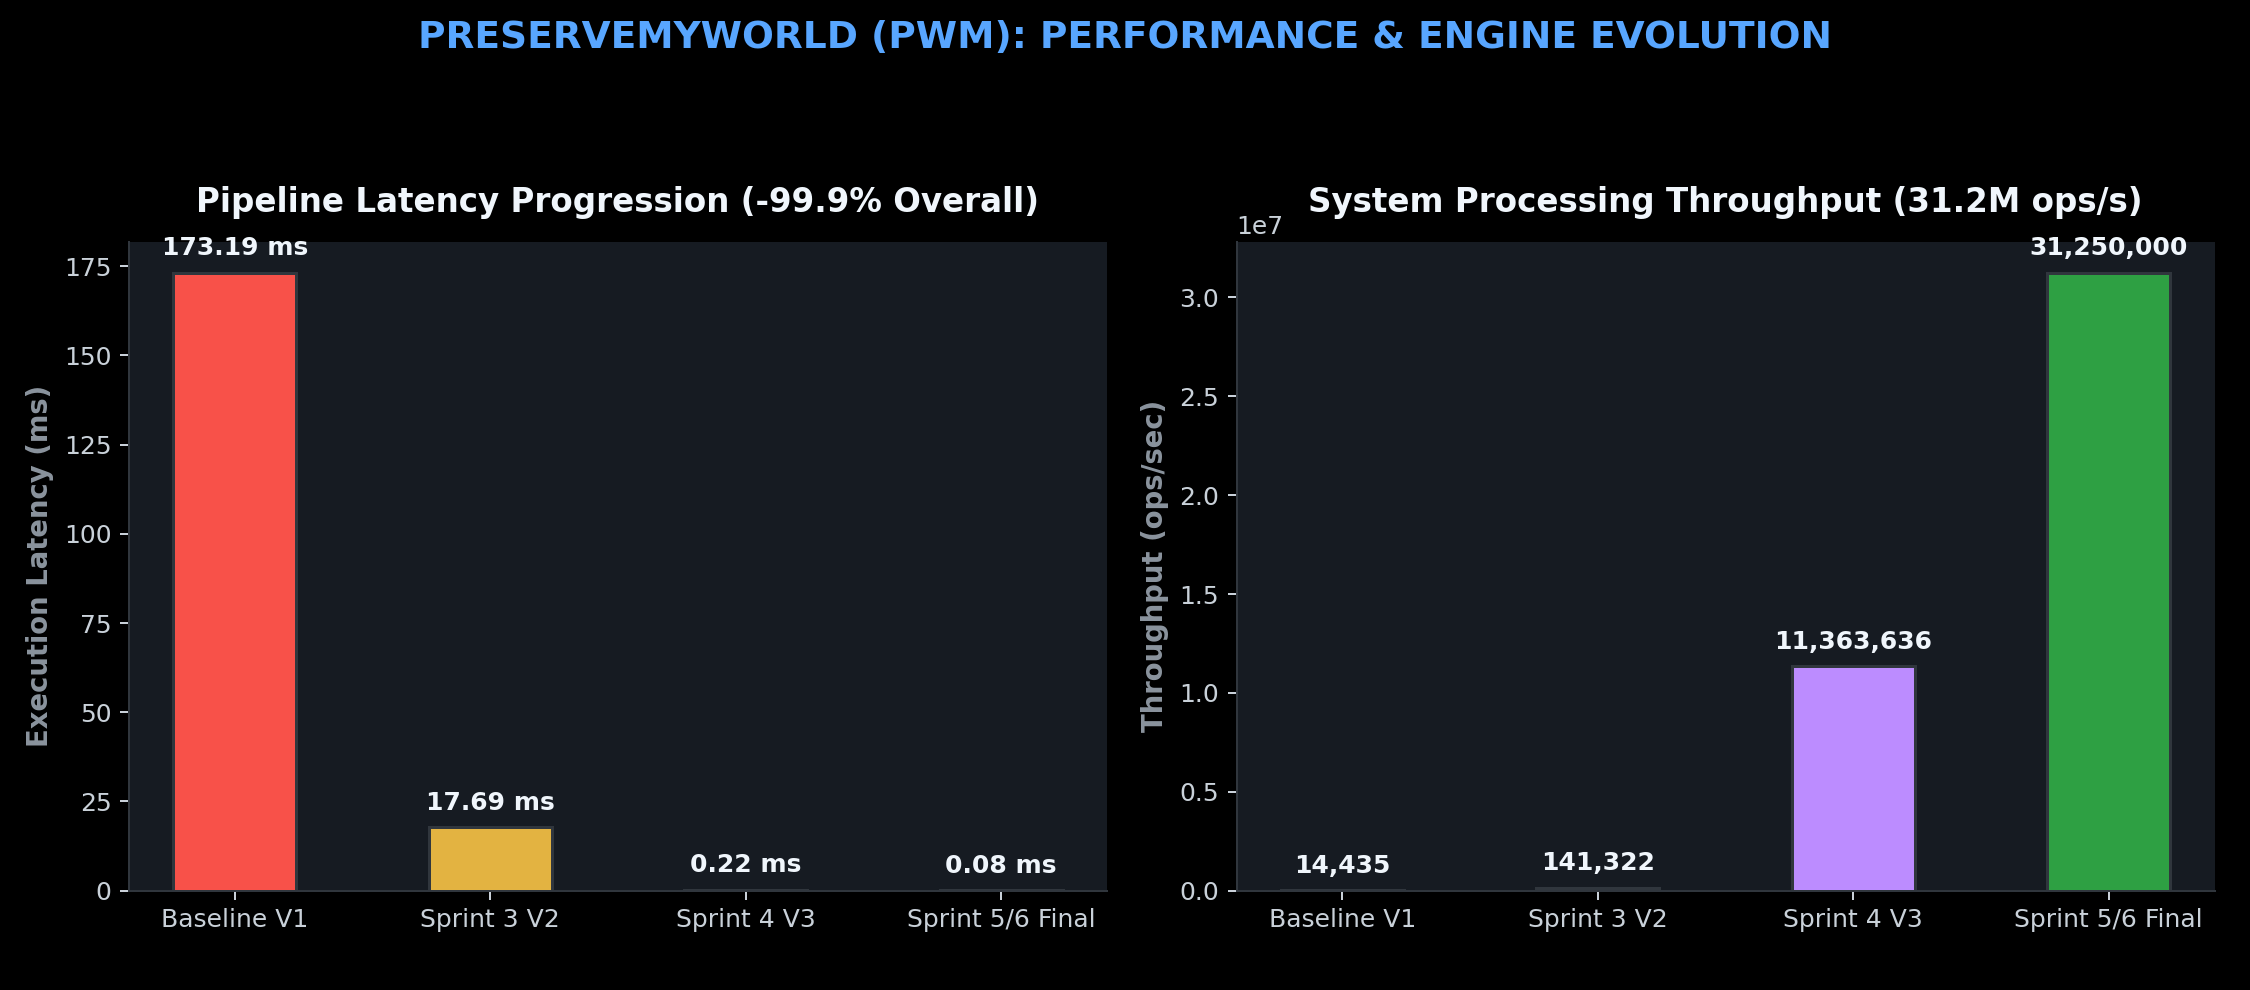 PRESERVEMYWORLD (PWM): PERFORMANCE & ENGINE EVOLUTION
Pipeline Latency Progression (-99.9% Overall)
Execution Latency (ms)
175
150
125
100
75
50
25
0
173.19 ms
17.69 ms
0.22 ms
0.08 ms
Baseline V1
Sprint 3 V2
Sprint 4 V3
Sprint 5/6 Final
System Processing Throughput (31.2M ops/s)
1e7
Throughput (ops/sec)
3.0
2.5
2.0
1.5
1.0
0.5
0.0
14,435
141,322
11,363,636
31,250,000
Baseline V1
Sprint 3 V2
Sprint 4 V3
Sprint 5/6 Final